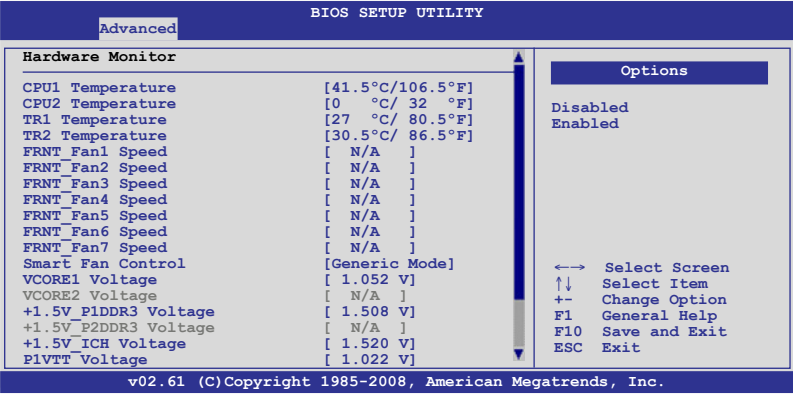 BIOS SETUP UTILITY
Advanced
Hardware Monitor
CPU1 Temperature [41.5°C/106.5°F]
CPU2 Temperature [0 °C/ 32 °F]
TR1 Temperature [27 °C/ 80.5°F]
TR2 Temperature [30.5°C/ 86.5°F]
FRNT_Fan1 Speed [ N/A ]
FRNT_Fan2 Speed [ N/A ]
FRNT_Fan3 Speed [ N/A ]
FRNT_Fan4 Speed [ N/A ]
FRNT_Fan5 Speed [ N/A ]
FRNT_Fan6 Speed [ N/A ]
FRNT_Fan7 Speed [ N/A ]
Smart Fan Control [Generic Mode]
VCORE1 Voltage [ 1.052 V]
VCORE2 Voltage [ N/A ]
+1.5V_P1DDR3 Voltage [ 1.508 V]
+1.5V_P2DDR3 Voltage [ N/A ]
+1.5V_ICH Voltage [ 1.520 V]
P1VTT Voltage [ 1.022 V]
Options
Disabled
Enabled
←→ Select Screen
↑↓ Select Item
+- Change Option
F1 General Help
F10 Save and Exit
ESC Exit
v02.61 (C)Copyright 1985-2008, American Megatrends, Inc.